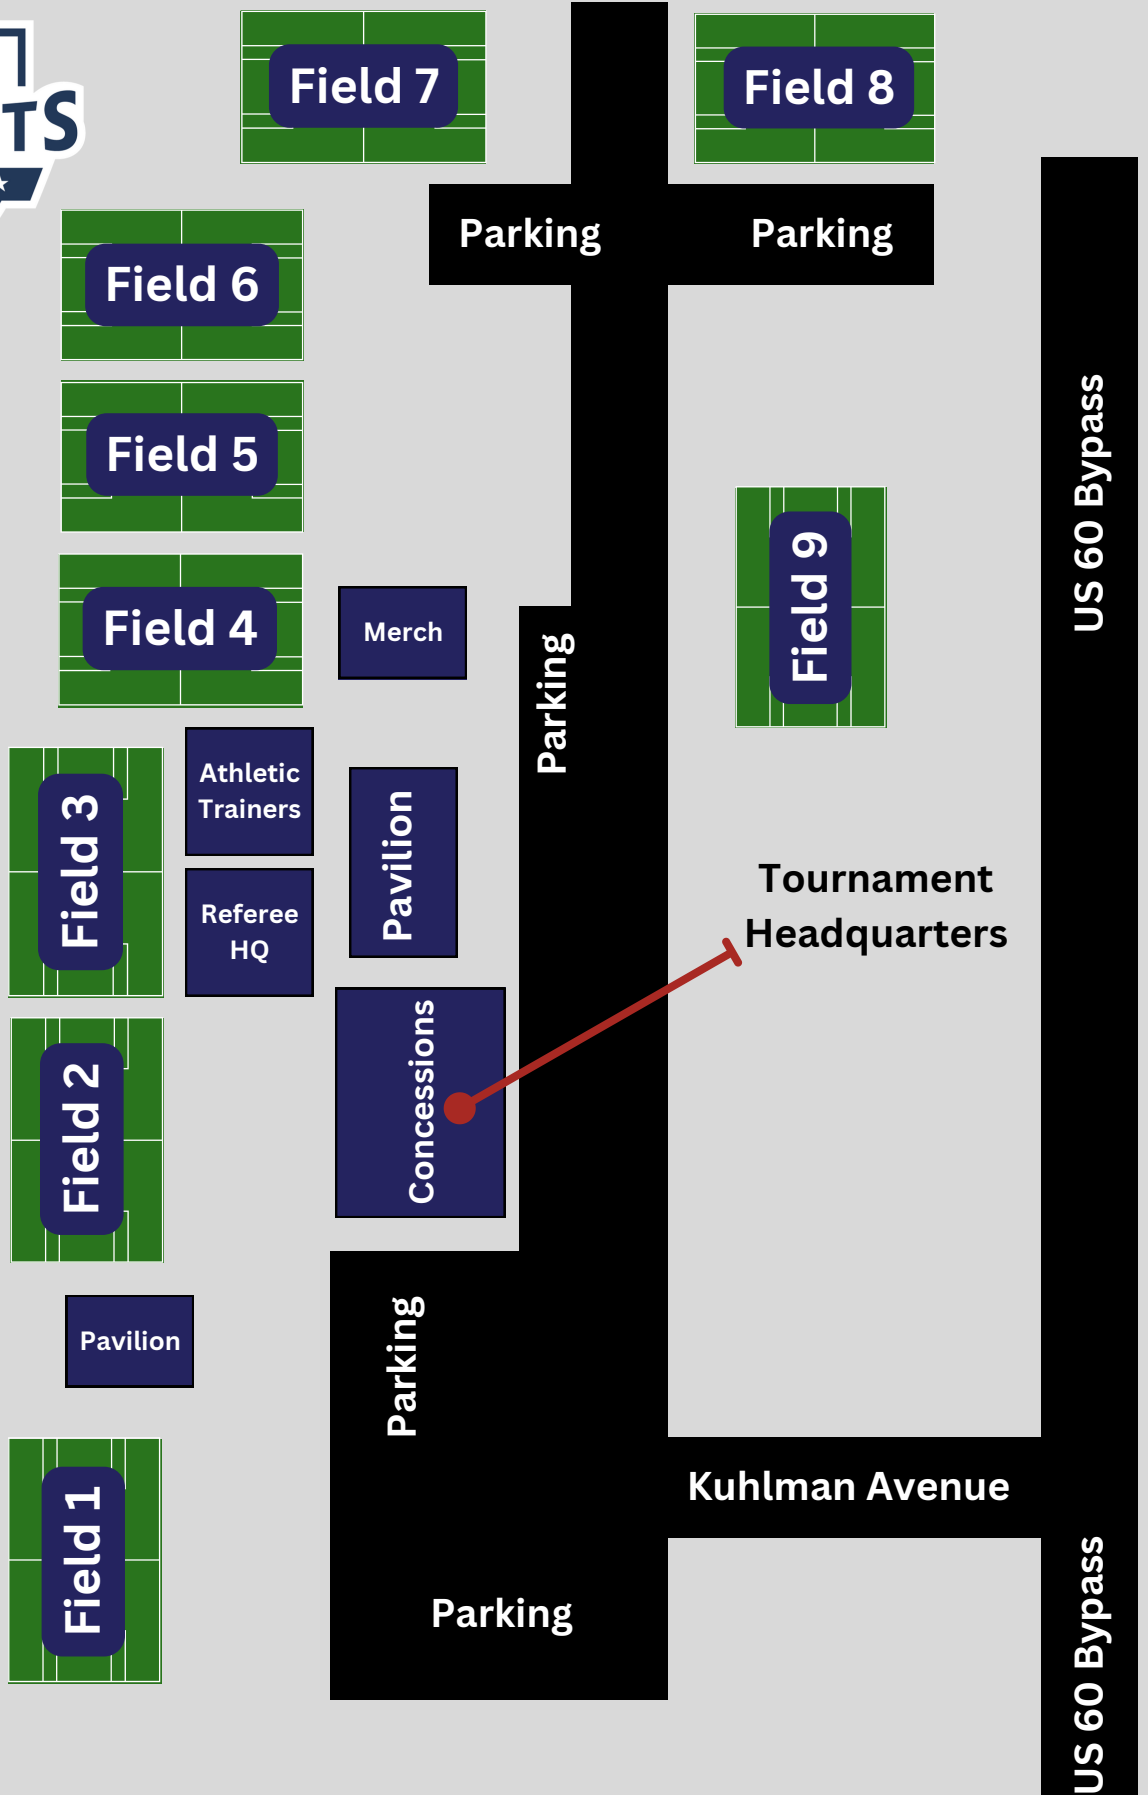 TS
Field 7
Field 8
Parking
Parking
Field 6
Field 5
US 60 Bypass
Field 9
Field 4
Merch
Parking
Athletic
Trainers
Pavilion
Field 3
Tournament
Headquarters
Referee
HQ
Concessions
Field 2
Pavilion
Parking
Kuhlman Avenue
Field 1
Parking
US 60 Bypass